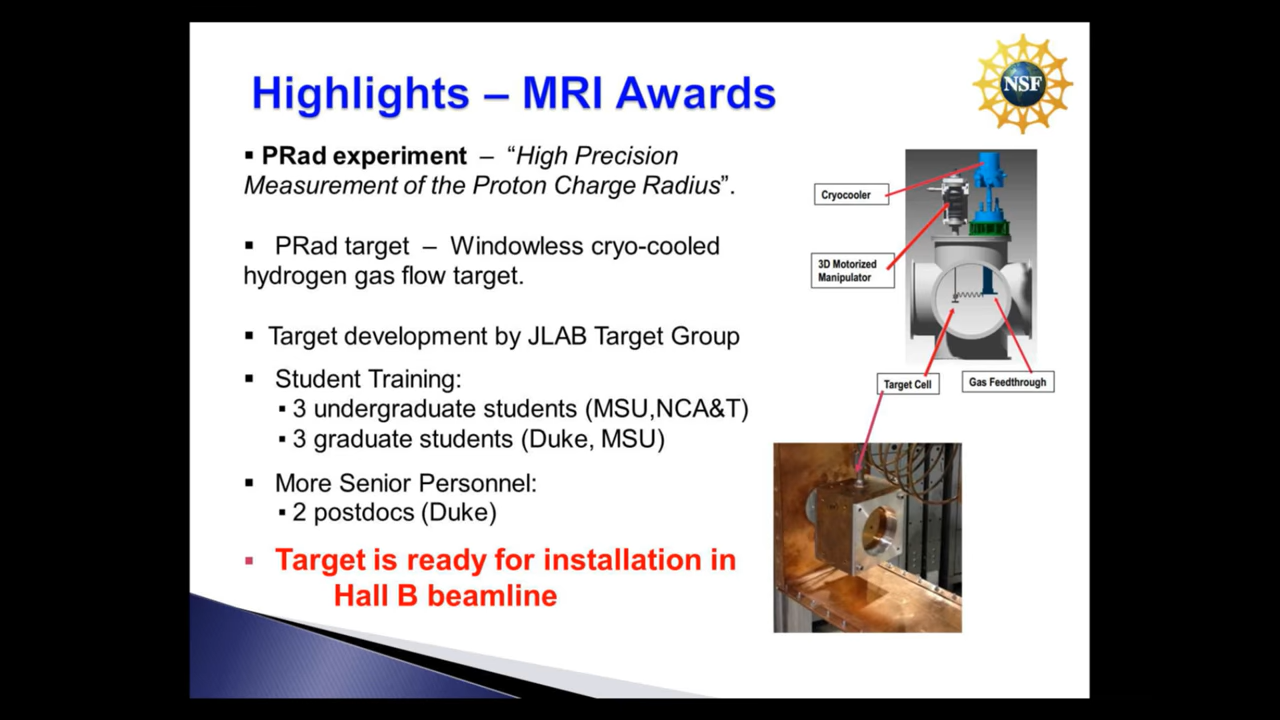 Highlights – MRI Awards
NSF
▪ PRad experiment – “High Precision
Measurement of the Proton Charge Radius”.
▪ PRad target – Windowless cryo-cooled
hydrogen gas flow target.
▪ Target development by JLAB Target Group
▪ Student Training:
▪ 3 undergraduate students (MSU,NCA&T)
▪ 3 graduate students (Duke, MSU)
▪ More Senior Personnel:
▪ 2 postdocs (Duke)
▪ Target is ready for installation in
Hall B beamline
Cryocooler
3D Motorized
Manipulator
Target Cell
Gas Feedthrough